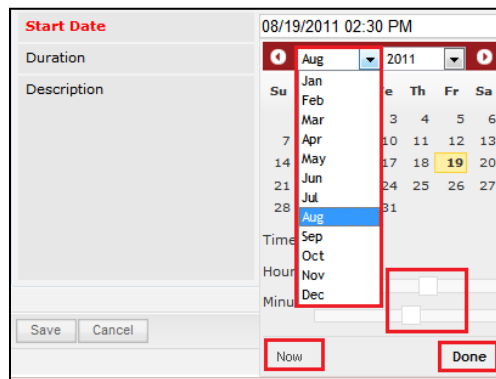 Start Date 08/19/2011 02:30 PM
Duration Aug 2011
Description Su e Th Fr Sa
Jan
Feb
Mar 3 4 5 6
7 Apr 10 11 12 13
14 May 17 18 19 20
Jun
21 Jul 24 25 26 27
28 Aug 31
Time Sep
Oct
Hour Nov
Minu Dec
Save Cancel
Now Done